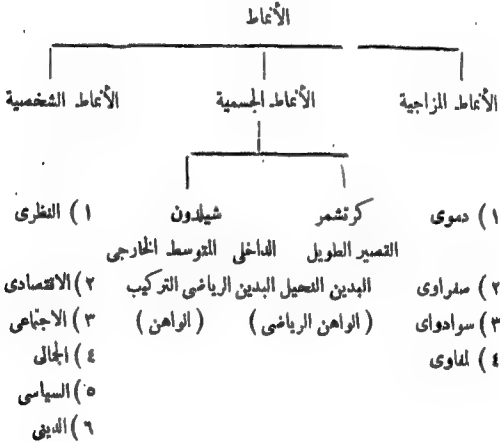 الأنماط
الأنماط المزاجية الأنماط الجسمية الأنماط الشخصية
١) دموى كرتشمر شيلدون ١) النظرى
القصير الطويل الداخلى المتوسط الخارجى
٢) صفراوى البدين النحيل البدين الرياضى التركيب ٢) الاقتصادى
٣) سوادواى (الواهن الرياضى) (الواهن) ٣) الاجتماعى
٤) لمفاوى ٤) الجمالى
٥) السياسى
٦) الدينى